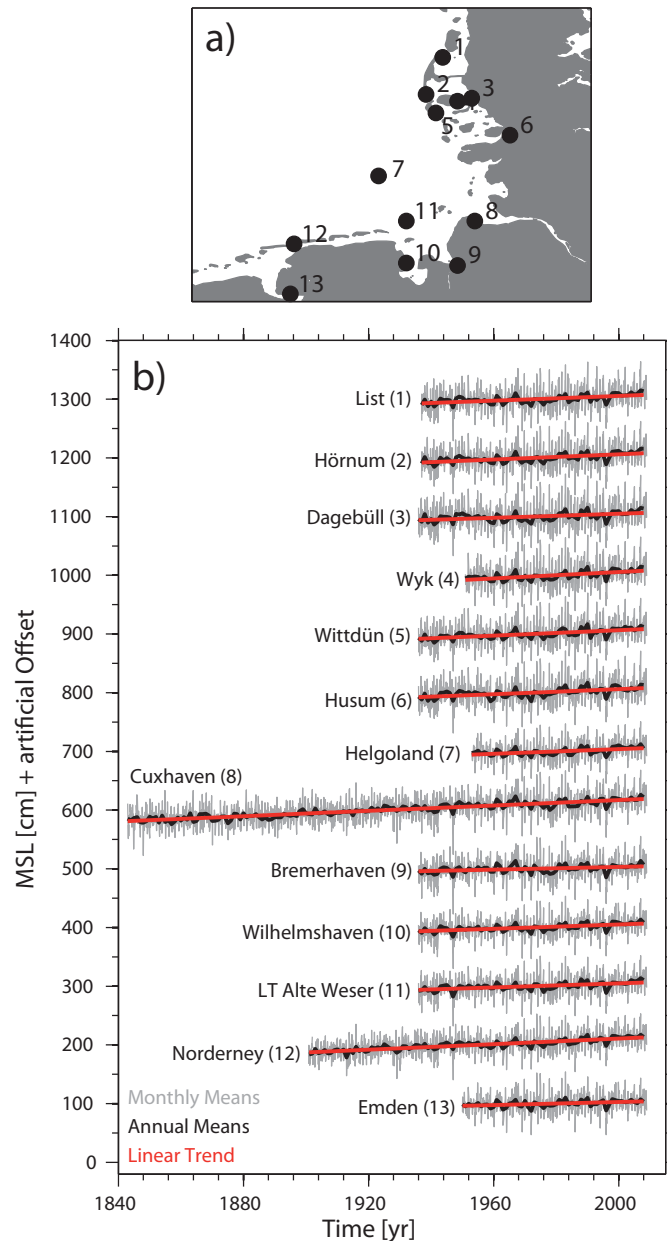 a)
1
2
3
4
5
6
7
8
9
10
11
12
13
b)
MSL [cm] + artificial Offset
1400
1300
1200
1100
1000
900
800
700
600
500
400
300
200
100
0
List (1)
Hörnum (2)
Dagebüll (3)
Wyk (4)
Wittdün (5)
Husum (6)
Helgoland (7)
Cuxhaven (8)
Bremerhaven (9)
Wilhelmshaven (10)
LT Alte Weser (11)
Norderney (12)
Emden (13)
Monthly Means
Annual Means
Linear Trend
1840 1880 1920 1960 2000
Time [yr]